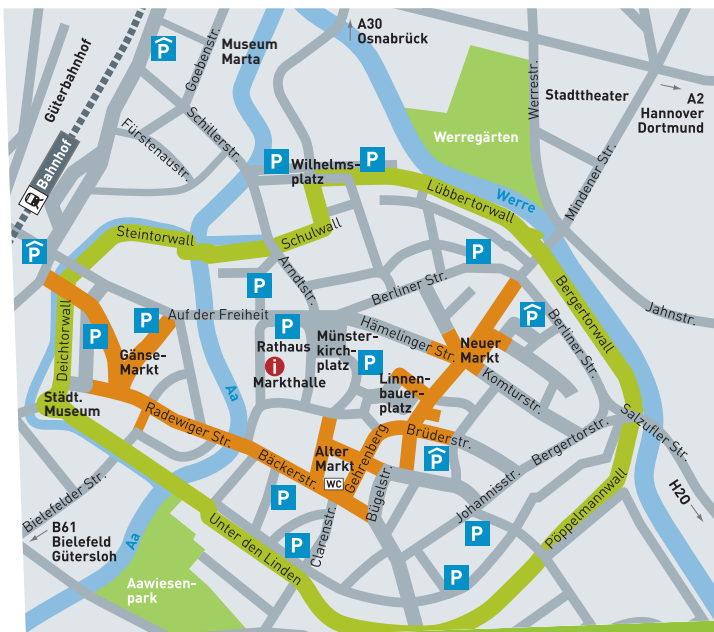 A30
Osnabrück
Museum
Marta
Goebenstr.
Güterbahnhof
Bahnhof
P
Schillerstr.
Fürstenaustr.
Werrestr.
Stadttheater
A2
Hannover
Dortmund
Werregärten
Mindener Str.
P
Wilhelms-
platz
P
Lübbertorwall
Werre
Steintorwall
Schulwall
P
P
Arndtstr.
P
Berliner Str.
Bergertorwall
Jahnstr.
Deichtorwall
P
P
Auf der Freiheit
P
Hämelinger Str.
P
Berliner Str.
Gänse-
Markt
Rathaus
i
Markthalle
Münster-
kirch-
platz
P
Neuer
Markt
Linnen-
bauer-
platz
Komturstr.
Städt.
Museum
Aa
Radewiger Str.
Bäckerstr.
Alter
Markt
WC
Gehrenberg
Brüderstr.
P
Bergertorstr.
Salzufler Str.
Bügelstr.
Johannisstr.
H20
Bielefelder Str.
B61
Bielefeld
Gütersloh
Aa
P
Clarenstr.
P
P
P
Pöppelmannwall
Unter den Linden
Aawiesen-
park